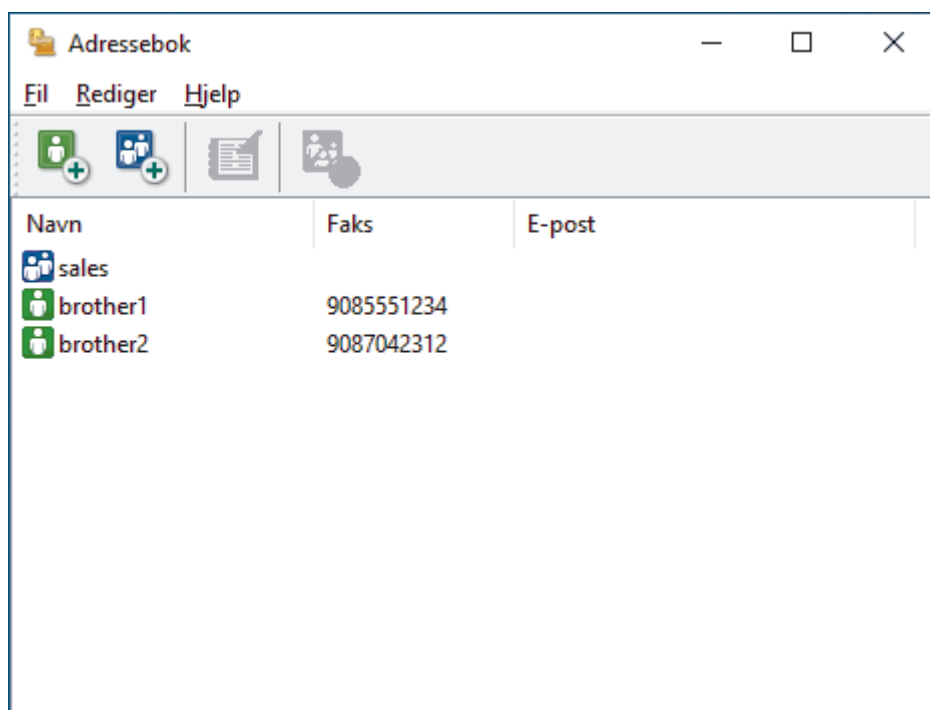 Adressebok
Fil Rediger Hjelp
Navn Faks E-post
sales
brother1 9085551234
brother2 9087042312